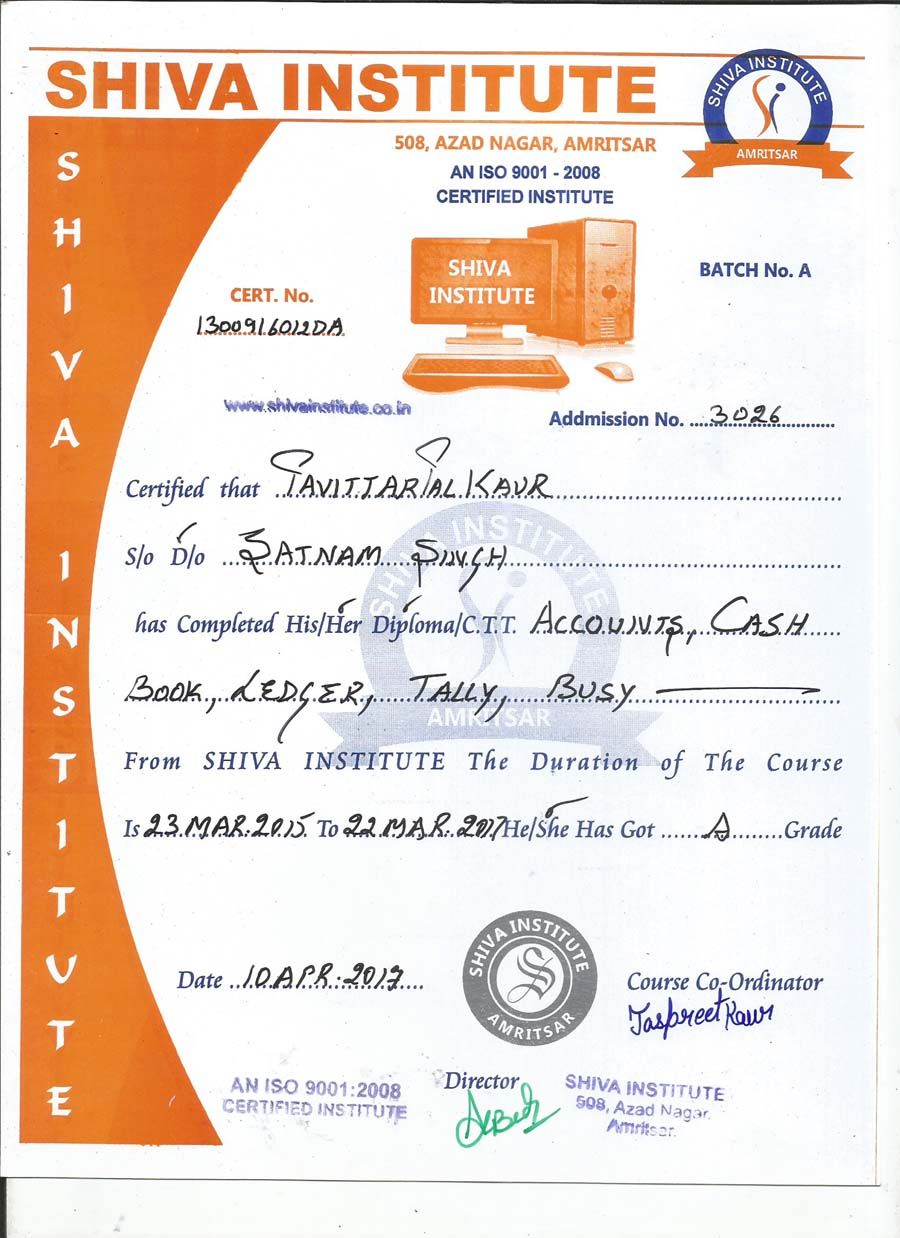 SHIVA INSTITUTE
SHIVA INSTITUTE
AMRITSAR
508, AZAD NAGAR, AMRITSAR
AN ISO 9001 - 2008
CERTIFIED INSTITUTE
SHIVA INSTITUTE
SHIVA
INSTITUTE
BATCH No. A
CERT. No.
1300916012DA
www.shivainstitute.co.in
Addmission No. ....3026............
Certified that PAVITTARPAL KAUR
S/o D/o SATNAM SINGH
has Completed His/Her Diploma/C.T.T. ACCOUNTS, CASH
BOOK, LEDGER, TALLY, BUSY
SHIVA INSTITUTE
AMRITSAR
From SHIVA INSTITUTE The Duration of The Course
Is 23.MAR.2015 To 22.MAR.2017 He/She Has Got .......A........Grade
SHIVA INSTITUTE
S
AMRITSAR
Date ..10.APR.2017....
Course Co-Ordinator
Jaspreet Kaur
AN ISO 9001:2008
CERTIFIED INSTITUTE
Director
SHIVA INSTITUTE
508, Azad Nagar,
Amritsar.